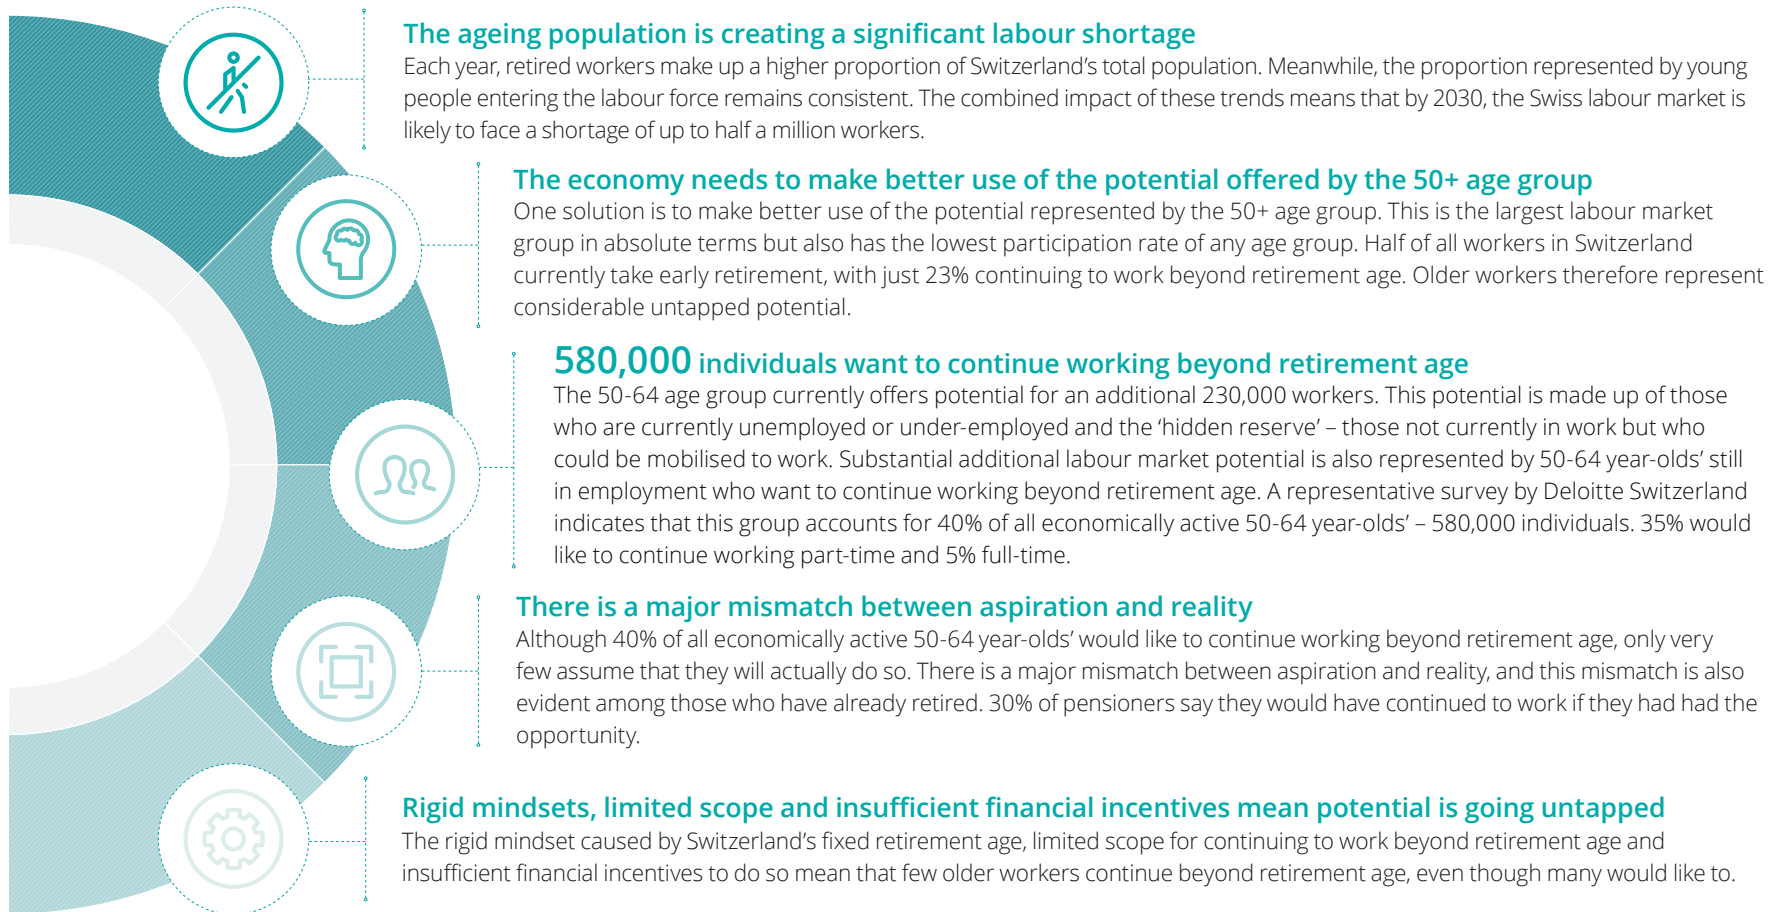 The ageing population is creating a significant labour shortage
Each year, retired workers make up a higher proportion of Switzerland’s total population. Meanwhile, the proportion represented by young
people entering the labour force remains consistent. The combined impact of these trends means that by 2030, the Swiss labour market is
likely to face a shortage of up to half a million workers.
The economy needs to make better use of the potential offered by the 50+ age group
One solution is to make better use of the potential represented by the 50+ age group. This is the largest labour market
group in absolute terms but also has the lowest participation rate of any age group. Half of all workers in Switzerland
currently take early retirement, with just 23% continuing to work beyond retirement age. Older workers therefore represent
considerable untapped potential.
580,000 individuals want to continue working beyond retirement age
The 50-64 age group currently offers potential for an additional 230,000 workers. This potential is made up of those
who are currently unemployed or under-employed and the ‘hidden reserve’ – those not currently in work but who
could be mobilised to work. Substantial additional labour market potential is also represented by 50-64 year-olds’ still
in employment who want to continue working beyond retirement age. A representative survey by Deloitte Switzerland
indicates that this group accounts for 40% of all economically active 50-64 year-olds’ – 580,000 individuals. 35% would
like to continue working part-time and 5% full-time.
There is a major mismatch between aspiration and reality
Although 40% of all economically active 50-64 year-olds’ would like to continue working beyond retirement age, only very
few assume that they will actually do so. There is a major mismatch between aspiration and reality, and this mismatch is also
evident among those who have already retired. 30% of pensioners say they would have continued to work if they had had the
opportunity.
Rigid mindsets, limited scope and insufficient financial incentives mean potential is going untapped
The rigid mindset caused by Switzerland’s fixed retirement age, limited scope for continuing to work beyond retirement age and
insufficient financial incentives to do so mean that few older workers continue beyond retirement age, even though many would like to.